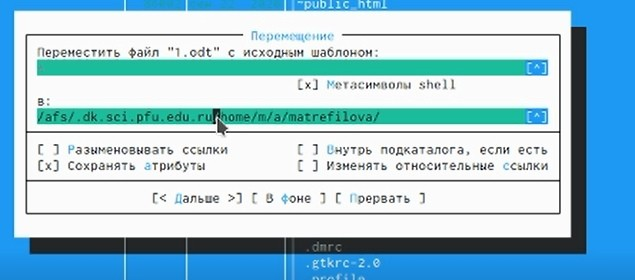 ~public_html
Перемещение
Переместить файл "1.odt" с исходным шаблоном:
[^]
[x] Метасимволы shell
в:
/afs/.dk.sci.pfu.edu.ru/home/m/a/matrefilova/ [^]
[ ] Разыменовывать ссылки [ ] Внутрь подкаталога, если есть
[x] Сохранять атрибуты [ ] Изменять относительные ссылки
[< Дальше >] [ В фоне ] [ Прервать ]
.dmrc
.gtkrc-2.0
.profile